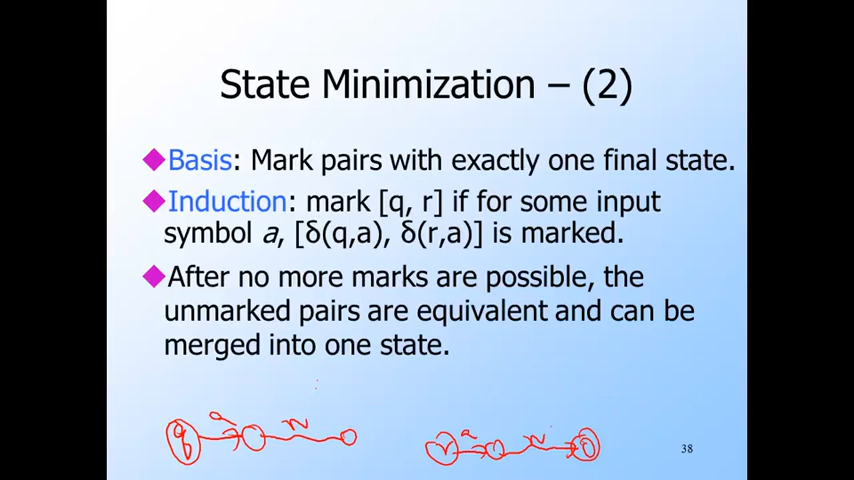 State Minimization – (2)
Basis: Mark pairs with exactly one final state.
Induction: mark [q, r] if for some input
symbol a, [δ(q,a), δ(r,a)] is marked.
After no more marks are possible, the
unmarked pairs are equivalent and can be
merged into one state.
q a w r a w
38